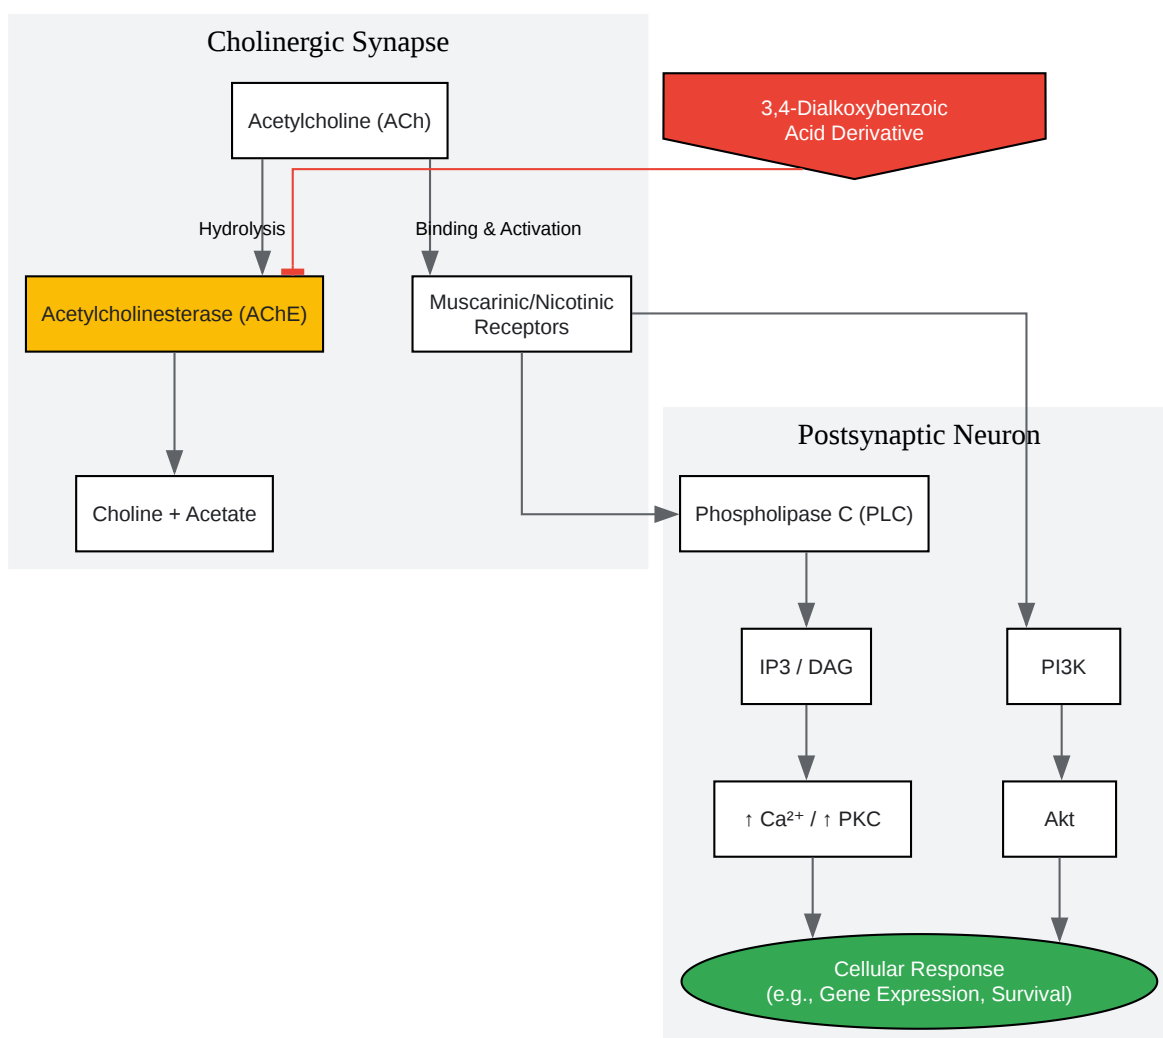 Cholinergic Synapse
Acetylcholine (ACh)
3,4-Dialkoxybenzoic
Acid Derivative
Hydrolysis
Binding & Activation
Acetylcholinesterase (AChE)
Muscarinic/Nicotinic
Receptors
Choline + Acetate
Postsynaptic Neuron
Phospholipase C (PLC)
IP3 / DAG
PI3K
↑ Ca²⁺ / ↑ PKC
Akt
Cellular Response
(e.g., Gene Expression, Survival)